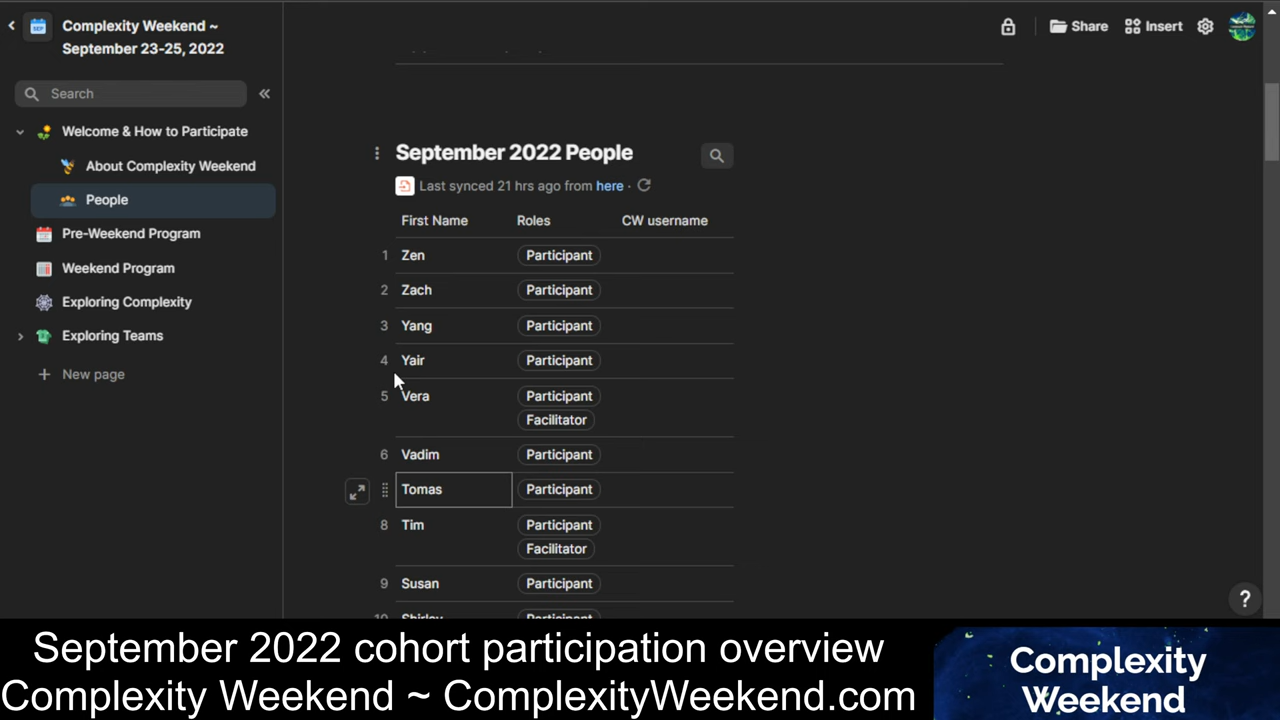 Complexity Weekend ~
September 23-25, 2022
Share
Insert
Search
Welcome & How to Participate
About Complexity Weekend
People
Pre-Weekend Program
Weekend Program
Exploring Complexity
Exploring Teams
New page
September 2022 People
Last synced 21 hrs ago from here ·
First Name Roles CW username
1 Zen Participant
2 Zach Participant
3 Yang Participant
4 Yair Participant
5 Vera Participant
Facilitator
6 Vadim Participant
Tomas Participant
8 Tim Participant
Facilitator
9 Susan Participant
10 Shirley Participant
?
September 2022 cohort participation overview
Complexity Weekend ~ ComplexityWeekend.com
Complexity
Weekend